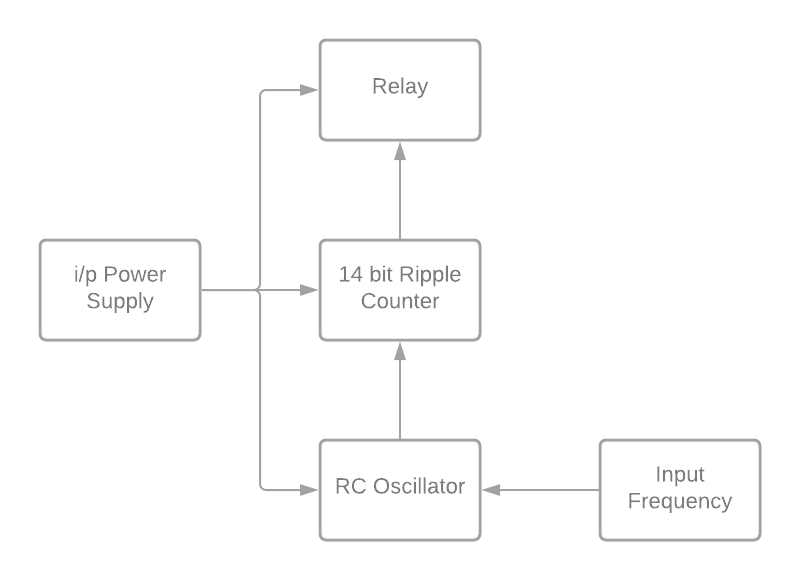 Relay
i/p Power
Supply
14 bit Ripple
Counter
RC Oscillator
Input
Frequency